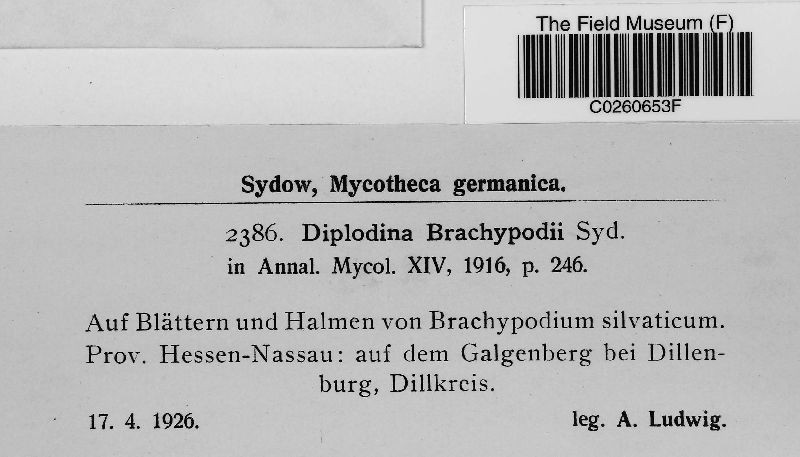 The Field Museum (F)
C0260653F
Sydow, Mycotheca germanica.
2386. Diplodina Brachypodii Syd.
in Annal. Mycol. XIV, 1916, p. 246.
Auf Blättern und Halmen von Brachypodium silvaticum.
Prov. Hessen-Nassau: auf dem Galgenberg bei Dillen-
burg, Dillkreis.
17. 4. 1926. leg. A. Ludwig.